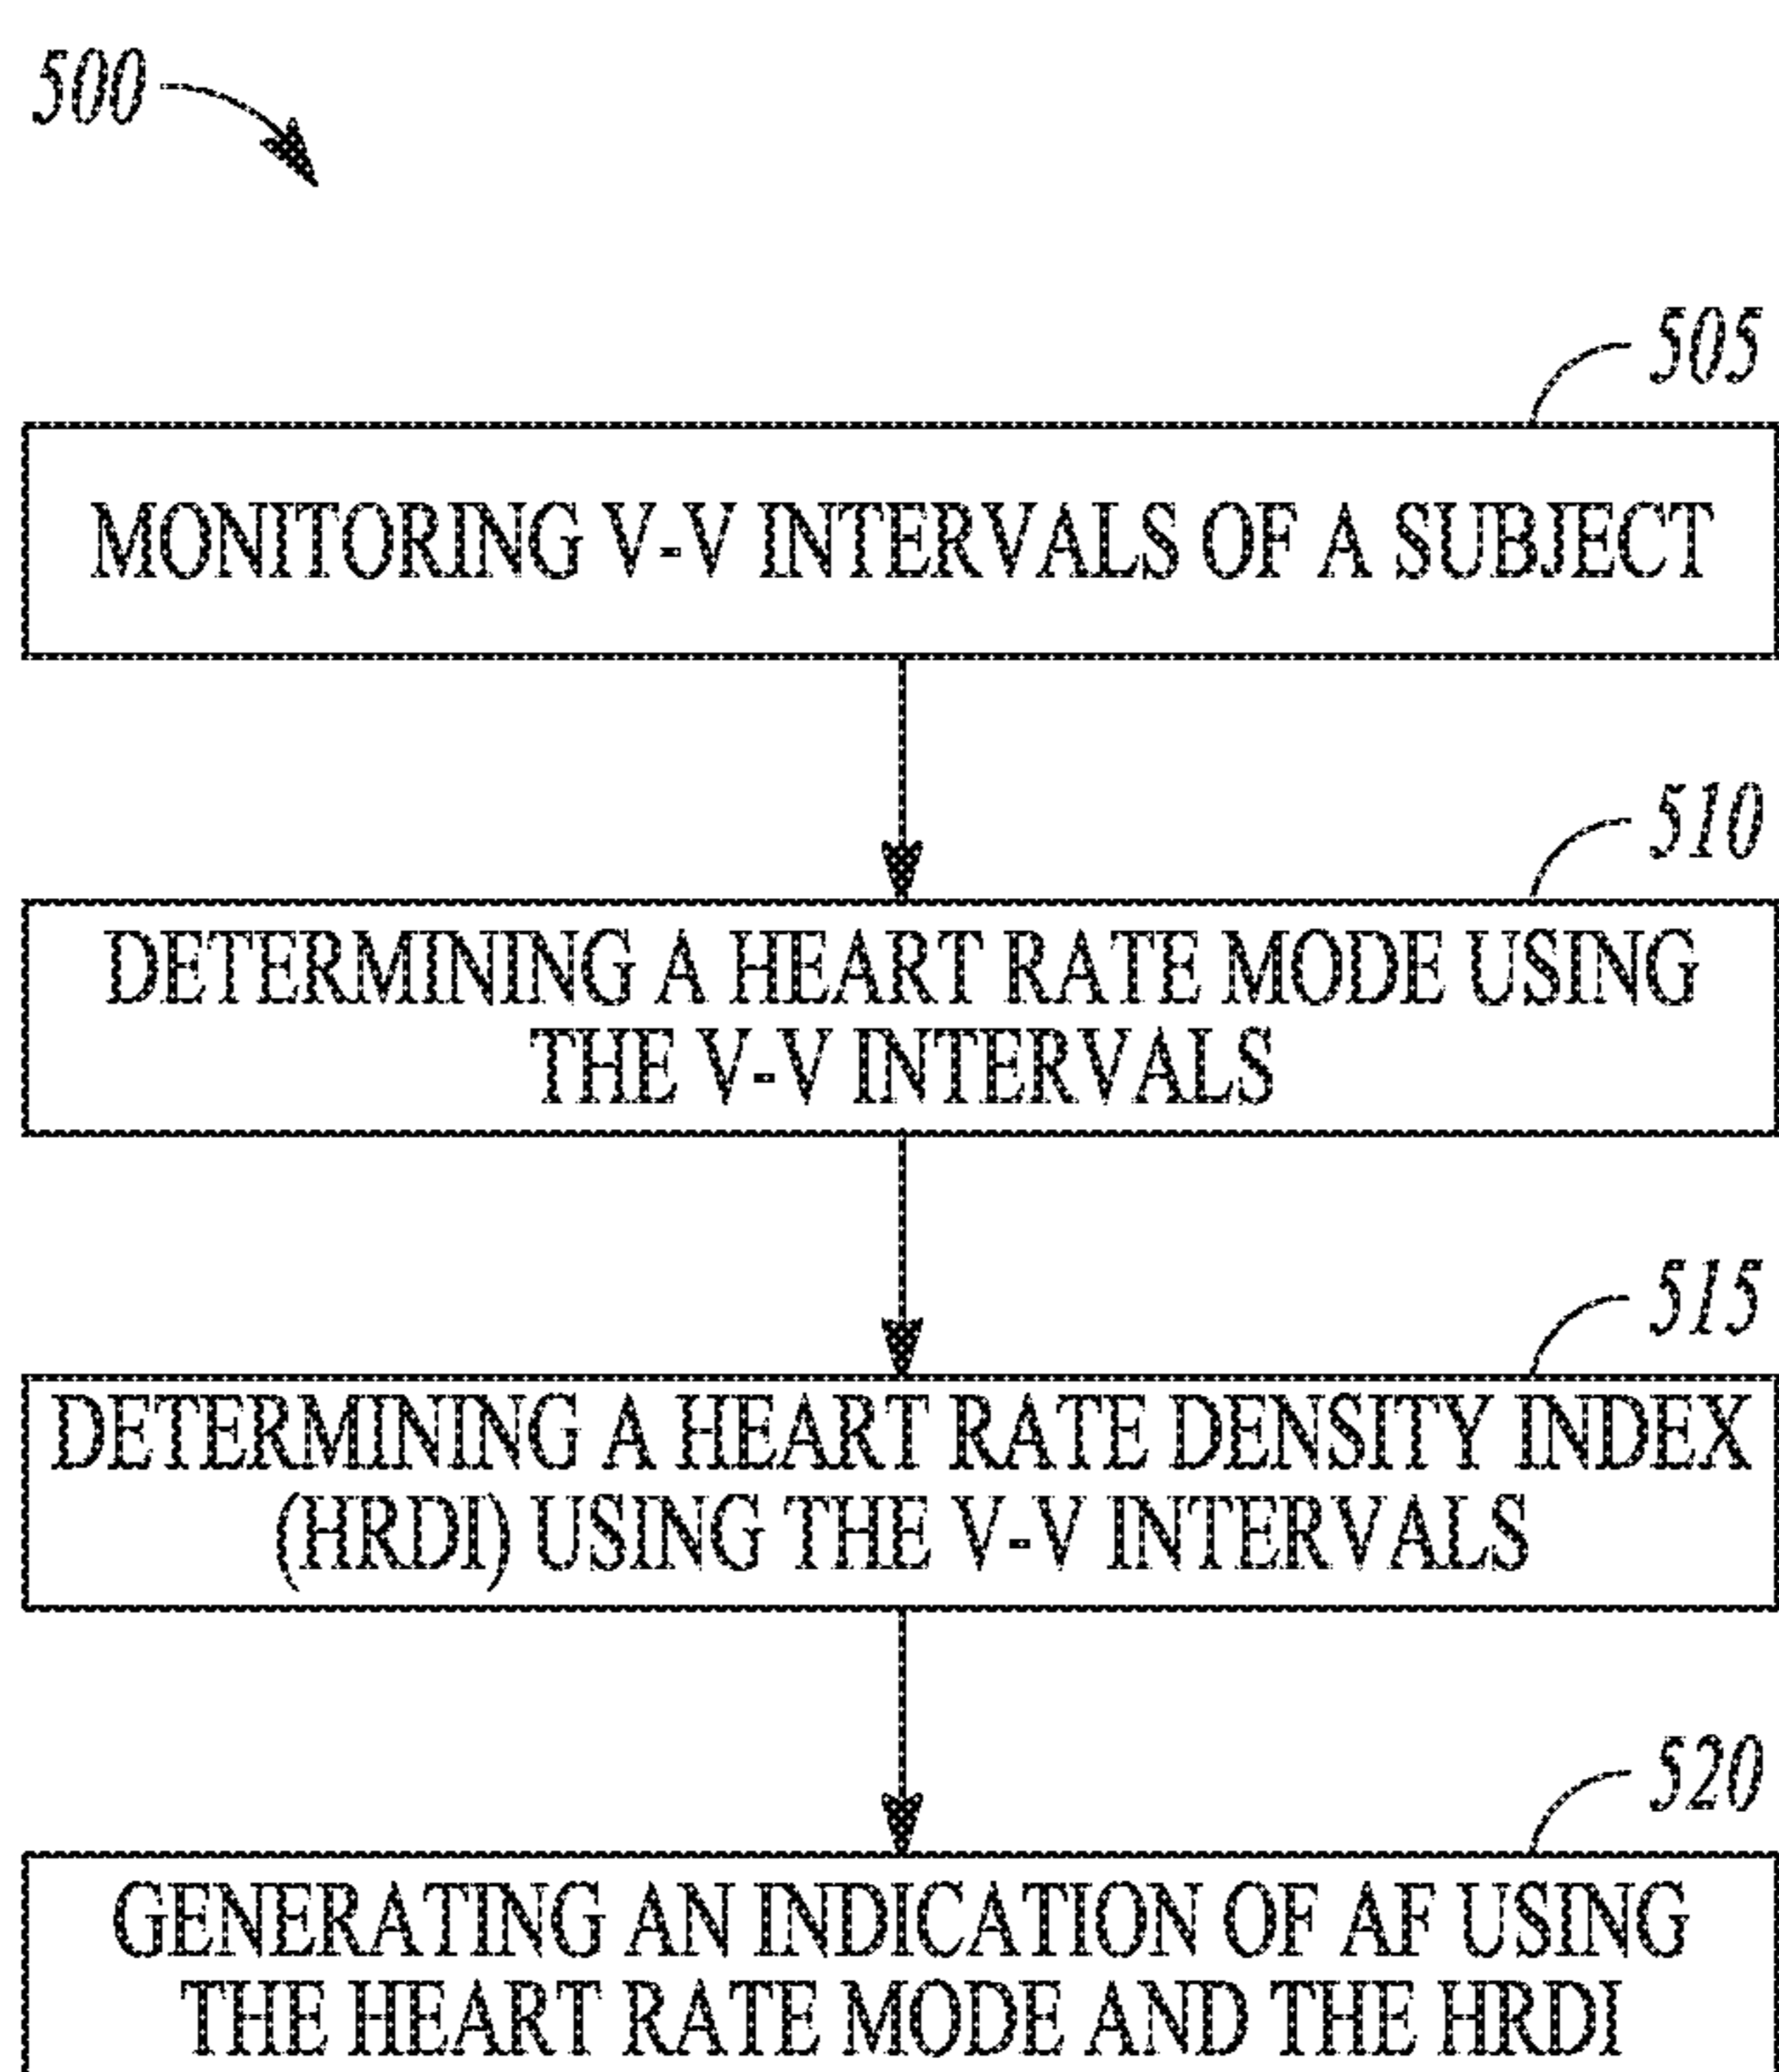 500
505
MONITORING V-V INTERVALS OF A SUBJECT
510
DETERMINING A HEART RATE MODE USING
THE V-V INTERVALS
515
DETERMINING A HEART RATE DENSITY INDEX
(HRDI) USING THE V-V INTERVALS
520
GENERATING AN INDICATION OF AF USING
THE HEART RATE MODE AND THE HRDI